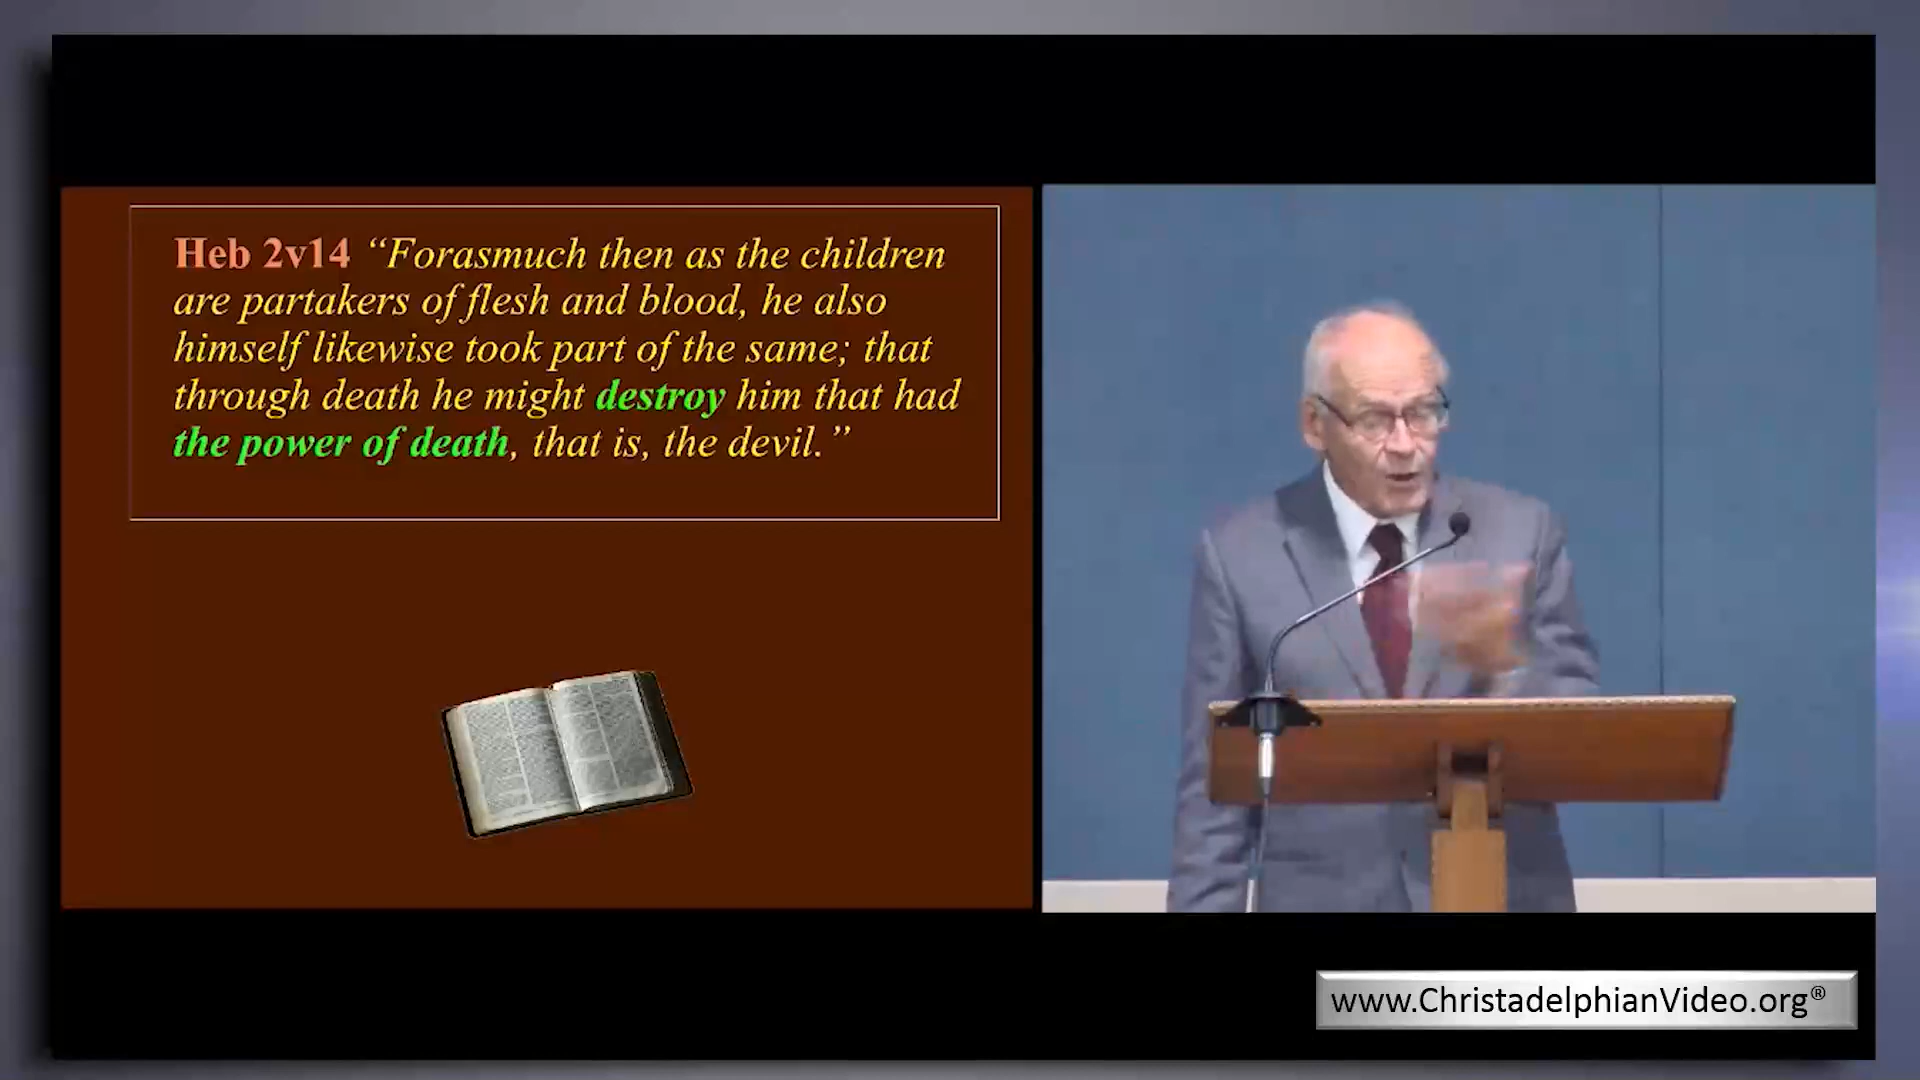 Heb 2v14 “Forasmuch then as the children
are partakers of flesh and blood, he also
himself likewise took part of the same; that
through death he might destroy him that had
the power of death, that is, the devil.”
www.ChristadelphianVideo.org®